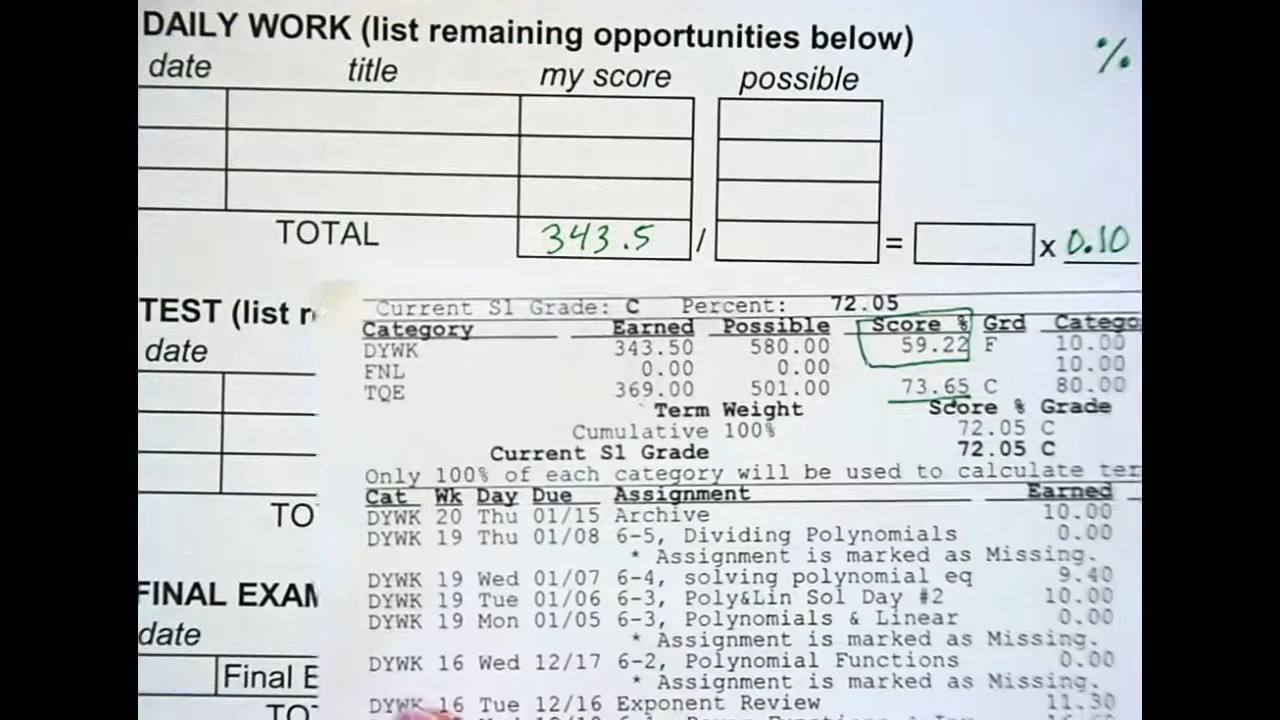 DAILY WORK (list remaining opportunities below)
%
date title my score possible
TOTAL 343.5 / = x 0.10
TEST (list r
date
TO
FINAL EXAM
date
Final E
TO
Current S1 Grade: C Percent: 72.05
Category Earned Possible Score % Grd Catego
DYWK 343.50 580.00 59.22 F 10.00
FNL 0.00 0.00 10.00
TQE 369.00 501.00 73.65 C 80.00
Term Weight Score % Grade
Cumulative 100% 72.05 C
Current S1 Grade 72.05 C
Only 100% of each category will be used to calculate ter
Cat Wk Day Due Assignment Earned
DYWK 20 Thu 01/15 Archive 10.00
DYWK 19 Thu 01/08 6-5, Dividing Polynomials 0.00
* Assignment is marked as Missing.
DYWK 19 Wed 01/07 6-4, solving polynomial eq 9.40
DYWK 19 Tue 01/06 6-3, Poly&Lin Sol Day #2 10.00
DYWK 19 Mon 01/05 6-3, Polynomials & Linear 0.00
* Assignment is marked as Missing.
DYWK 16 Wed 12/17 6-2, Polynomial Functions 0.00
* Assignment is marked as Missing.
DYWK 16 Tue 12/16 Exponent Review 11.30